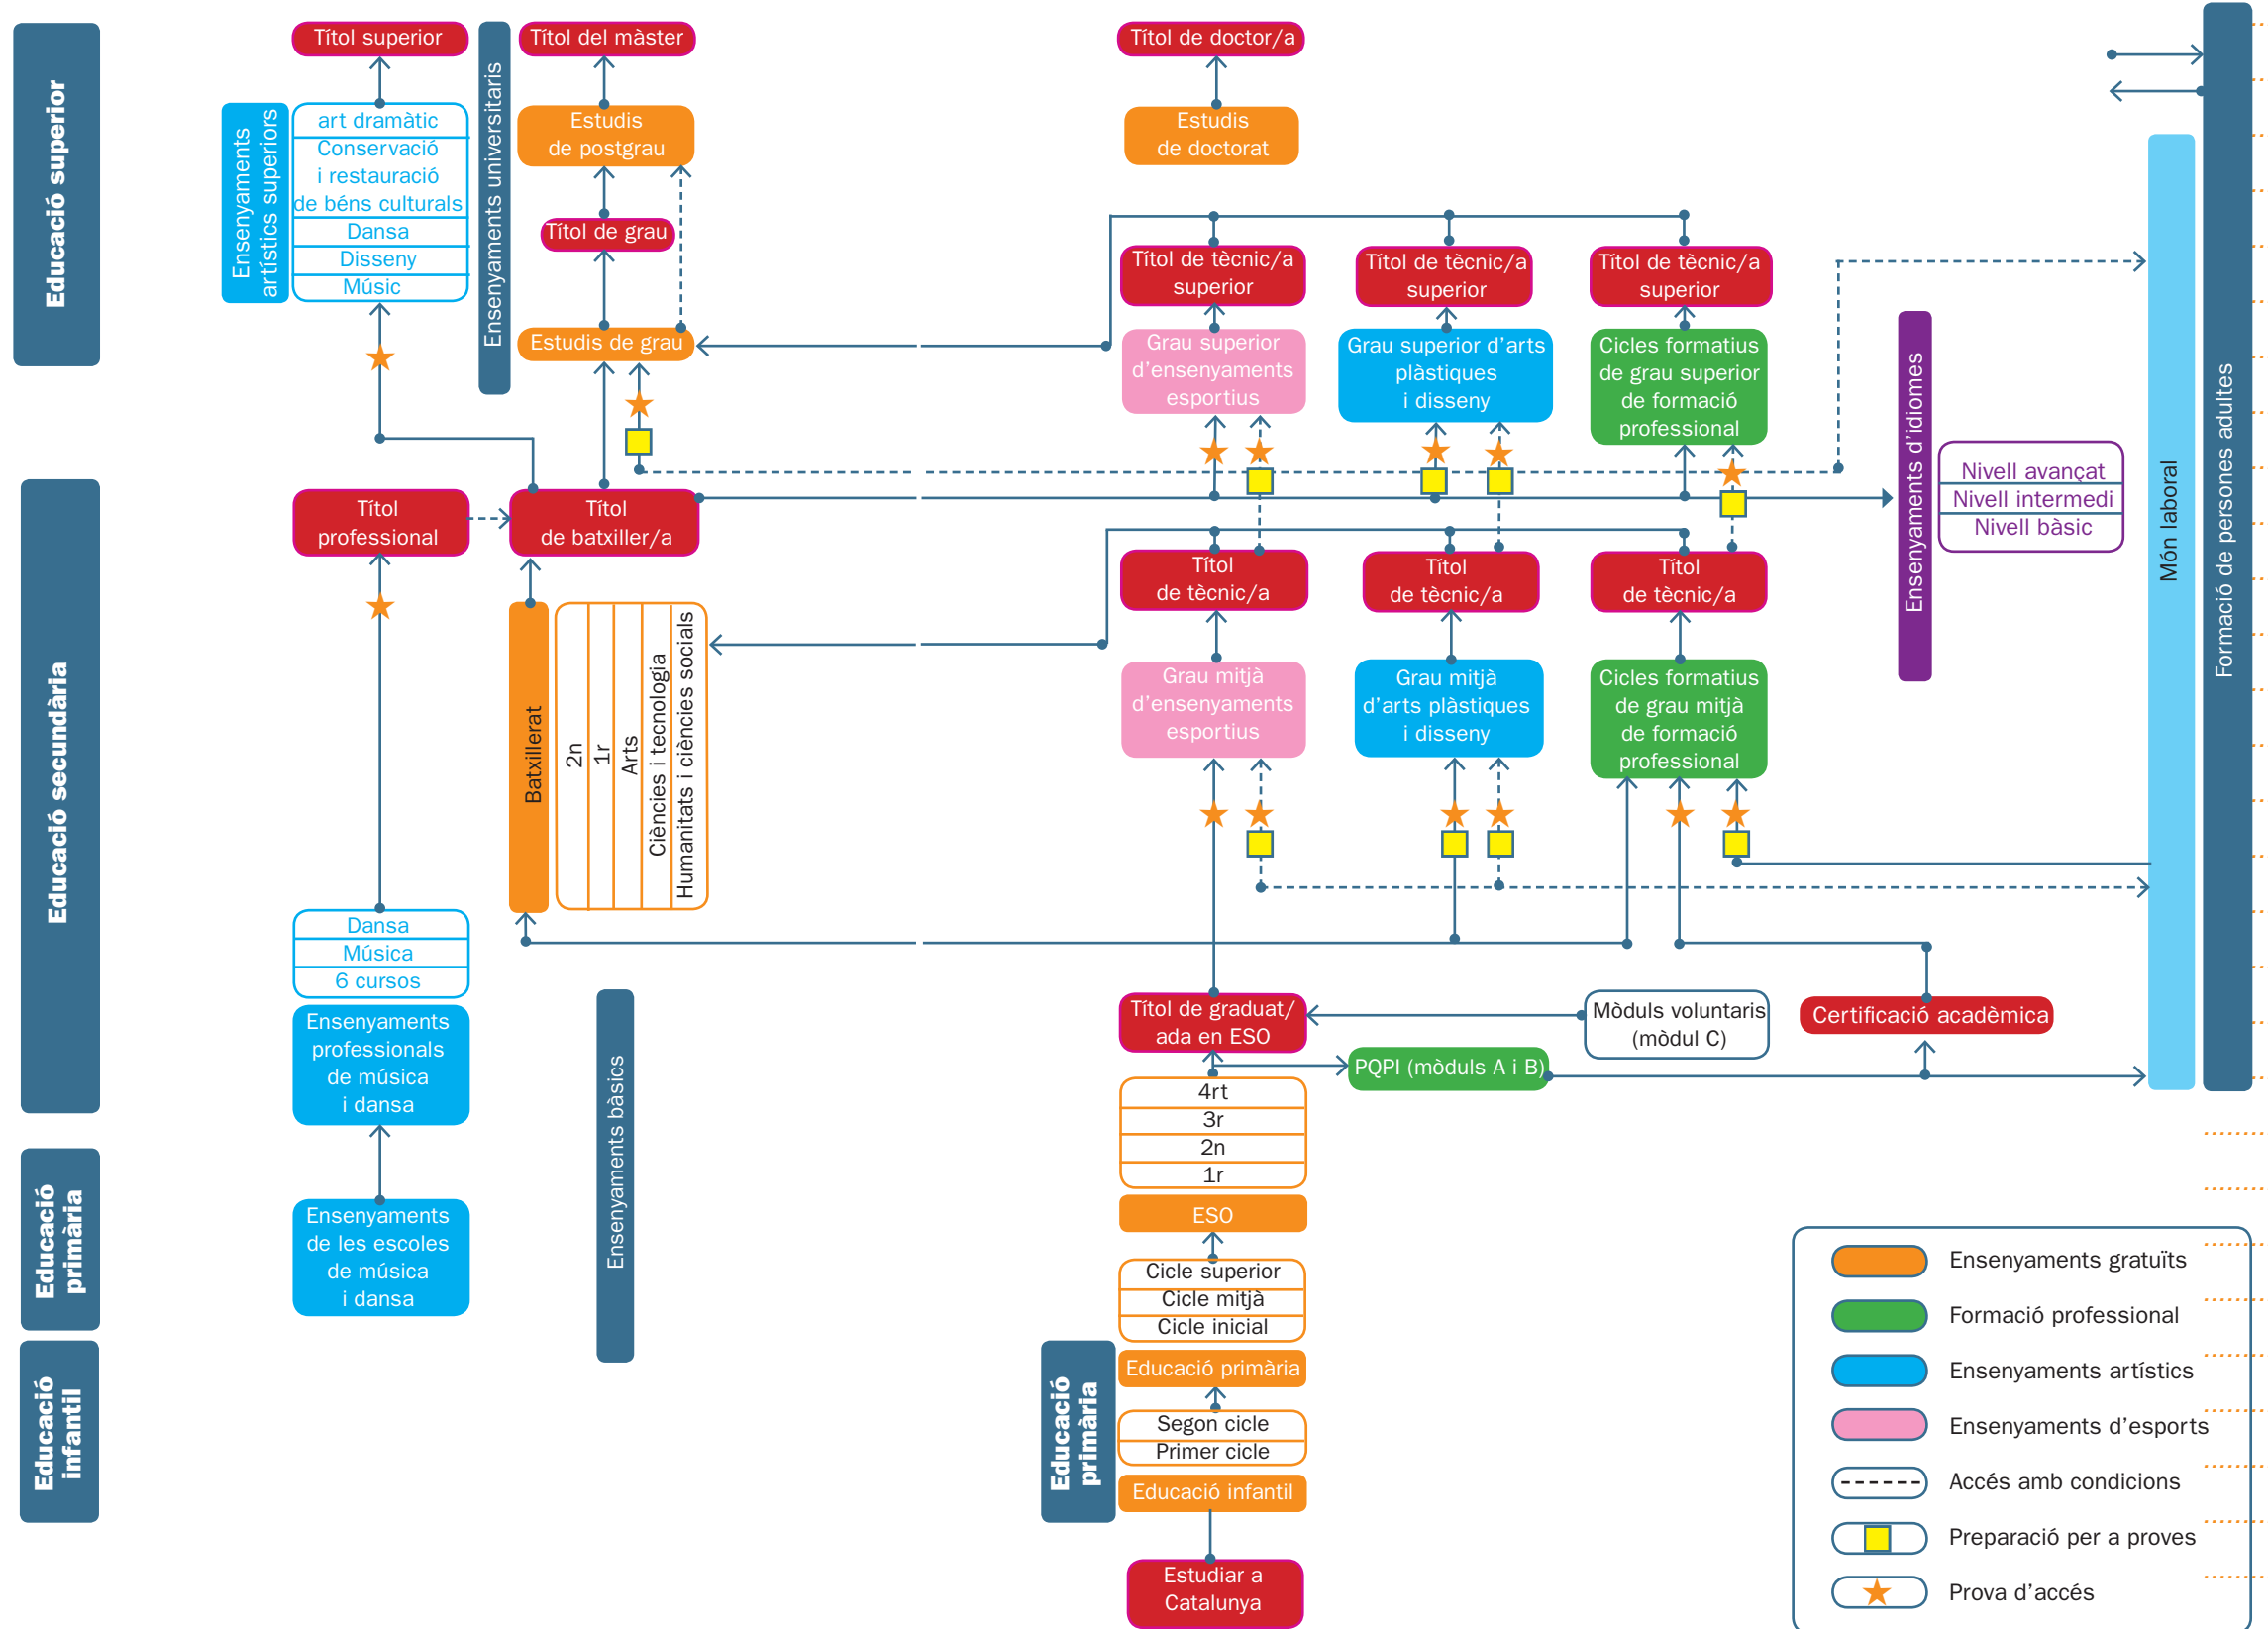 Educació superior
Educació secundària
Educació
primària
Educació
infantil
Títol superior
Ensenyaments
artístics superiors
art dramàtic
Conservació
i restauració
de béns culturals
Dansa
Disseny
Músic
Ensenyaments universitaris
Títol del màster
Estudis
de postgrau
Títol de grau
Estudis de grau
Títol de doctor/a
Estudis
de doctorat
Títol de tècnic/a
superior
Títol de tècnic/a
superior
Títol de tècnic/a
superior
Grau superior
d’ensenyaments
esportius
Grau superior d’arts
plàstiques
i disseny
Cicles formatius
de grau superior
de formació
professional
Ensenyaments d’idiomes
Nivell avançat
Nivell intermedi
Nivell bàsic
Món laboral
Formació de persones adultes
Títol
professional
Títol
de batxiller/a
Títol
de tècnic/a
Títol
de tècnic/a
Títol
de tècnic/a
Batxillerat
2n
1r
Arts
Ciències i tecnologia
Humanitats i ciències socials
Grau mitjà
d’ensenyaments
esportius
Grau mitjà
d’arts plàstiques
i disseny
Cicles formatius
de grau mitjà
de formació
professional
Dansa
Música
6 cursos
Ensenyaments
professionals
de música
i dansa
Ensenyaments
de les escoles
de música
i dansa
Ensenyaments bàsics
Títol de graduat/
ada en ESO
Mòduls voluntaris
(mòdul C)
Certificació acadèmica
PQPI (mòduls A i B)
4rt
3r
2n
1r
ESO
Cicle superior
Cicle mitjà
Cicle inicial
Educació
primària
Educació primària
Segon cicle
Primer cicle
Educació infantil
Estudiar a
Catalunya
Ensenyaments gratuïts
Formació professional
Ensenyaments artístics
Ensenyaments d’esports
Accés amb condicions
Preparació per a proves
Prova d’accés